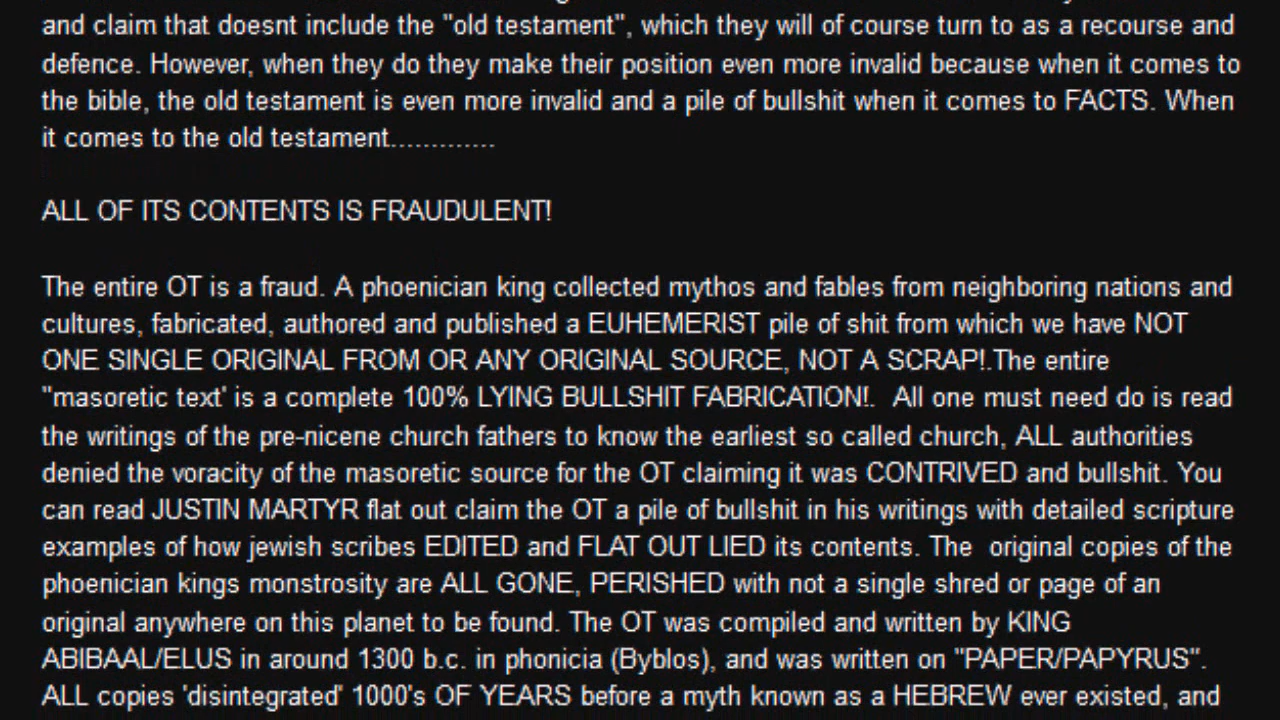 and claim that doesnt include the "old testament", which they will of course turn to as a recourse and
defence. However, when they do they make their position even more invalid because when it comes to
the bible, the old testament is even more invalid and a pile of bullshit when it comes to FACTS. When
it comes to the old testament.............
ALL OF ITS CONTENTS IS FRAUDULENT!
The entire OT is a fraud. A phoenician king collected mythos and fables from neighboring nations and
cultures, fabricated, authored and published a EUHEMERIST pile of shit from which we have NOT
ONE SINGLE ORIGINAL FROM OR ANY ORIGINAL SOURCE, NOT A SCRAP!.The entire
"masoretic text' is a complete 100% LYING BULLSHIT FABRICATION!.  All one must need do is read
the writings of the pre-nicene church fathers to know the earliest so called church, ALL authorities
denied the voracity of the masoretic source for the OT claiming it was CONTRIVED and bullshit. You
can read JUSTIN MARTYR flat out claim the OT a pile of bullshit in his writings with detailed scripture
examples of how jewish scribes EDITED and FLAT OUT LIED its contents. The  original copies of the
phoenician kings monstrosity are ALL GONE, PERISHED with not a single shred or page of an
original anywhere on this planet to be found. The OT was compiled and written by KING
ABIBAAL/ELUS in around 1300 b.c. in phonicia (Byblos), and was written on "PAPER/PAPYRUS".
ALL copies 'disintegrated' 1000's OF YEARS before a myth known as a HEBREW ever existed, and